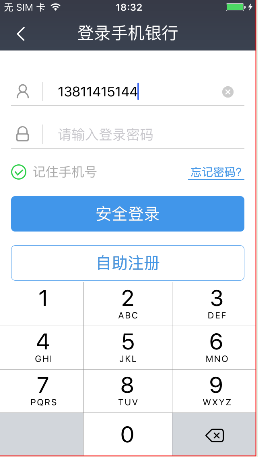 无 SIM 卡 18:32
登录手机银行
13811415144
请输入登录密码
记住手机号 忘记密码?
安全登录
自助注册
1 2 3
ABC DEF
4 5 6
GHI JKL MNO
7 8 9
PQRS TUV WXYZ
0